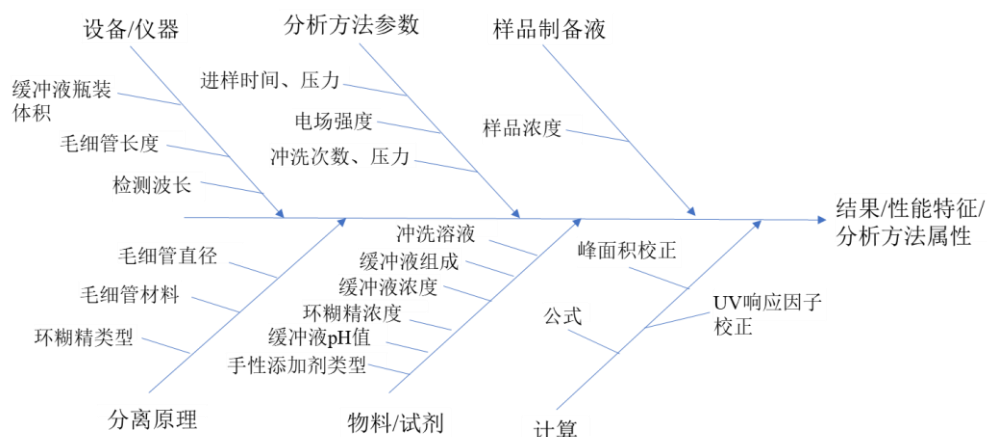 设备/仪器
分析方法参数
样品制备液
缓冲液瓶装
体积
毛细管长度
检测波长
进样时间、压力
电场强度
冲洗次数、压力
样品浓度
结果/性能特征/
分析方法属性
毛细管直径
毛细管材料
环糊精类型
冲洗溶液
缓冲液组成
缓冲液浓度
环糊精浓度
缓冲液pH值
手性添加剂类型
峰面积校正
公式
UV响应因子
校正
分离原理
物料/试剂
计算